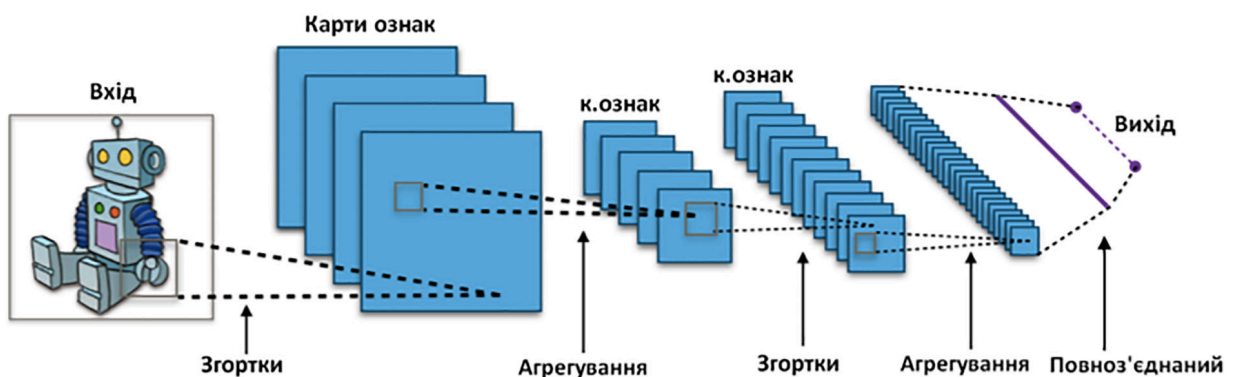 Карти ознак
Вхід
к.ознак
к.ознак
Вихід
Згортки
Агрегування
Згортки
Агрегування
Повноз'єднаний